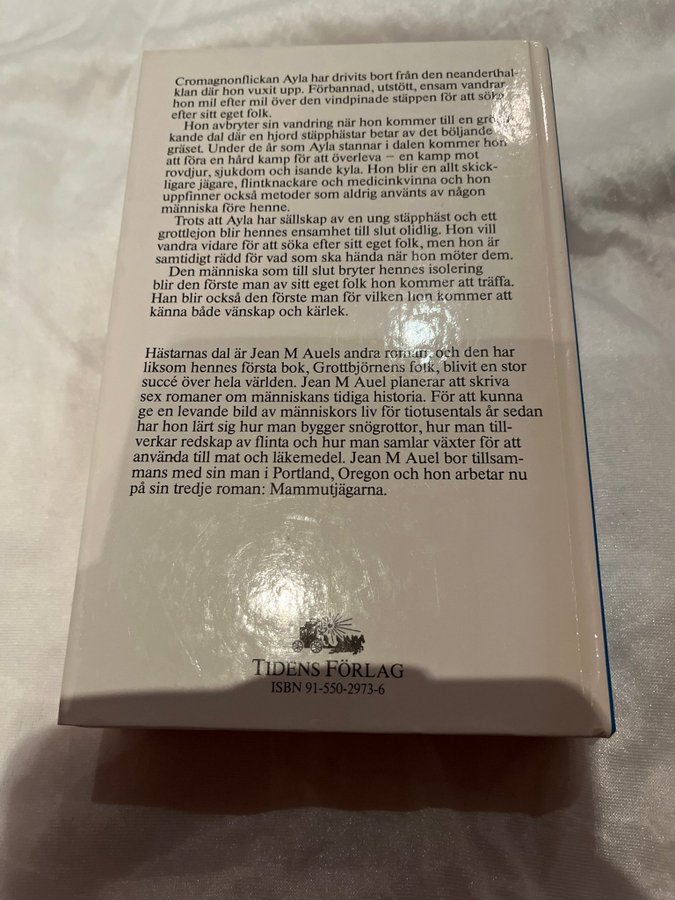 Cromagnonflickan Ayla har drivits bort från den neanderthal-
klan där hon vuxit upp. Förbannad, utstött, ensam vandrar
hon mil efter mil över den vindpinade stäppen för att söka
efter sitt eget folk.
Hon avbryter sin vandring när hon kommer till en gröns-
kande dal där en hjord stäpphästar betar av det böljande
gräset. Under de år som Ayla stannar i dalen kommer hon
att föra en hård kamp för att överleva – en kamp mot
rovdjur, sjukdom och isande kyla. Hon blir en allt skick-
ligare jägare, flintknackare och medicinkvinna och hon
uppfinner också metoder som aldrig använts av någon
människa före henne.
Trots att Ayla har sällskap av en ung stäpphäst och ett
grottlejon blir hennes ensamhet till slut olidlig. Hon vill
vandra vidare för att söka efter sitt eget folk, men hon är
samtidigt rädd för vad som ska hända när hon möter dem.
Den människa som till slut bryter hennes isolering
blir den förste man av sitt eget folk hon kommer att träffa.
Han blir också den förste man för vilken hon kommer att
känna både vänskap och kärlek.
Hästarnas dal är Jean M Auels andra roman, och den har
liksom hennes första bok, Grottbjörnens folk, blivit en stor
succé över hela världen. Jean M Auel planerar att skriva
sex romaner om människans tidiga historia. För att kunna
ge en levande bild av människors liv för tiotusentals år sedan
har hon lärt sig hur man bygger snögrottor, hur man till-
verkar redskap av flinta och hur man samlar växter för att
använda till mat och läkemedel. Jean M Auel bor tillsam-
mans med sin man i Portland, Oregon och hon arbetar nu
på sin tredje roman: Mammutjägarna.
TIDENS FÖRLAG
ISBN 91-550-2973-6